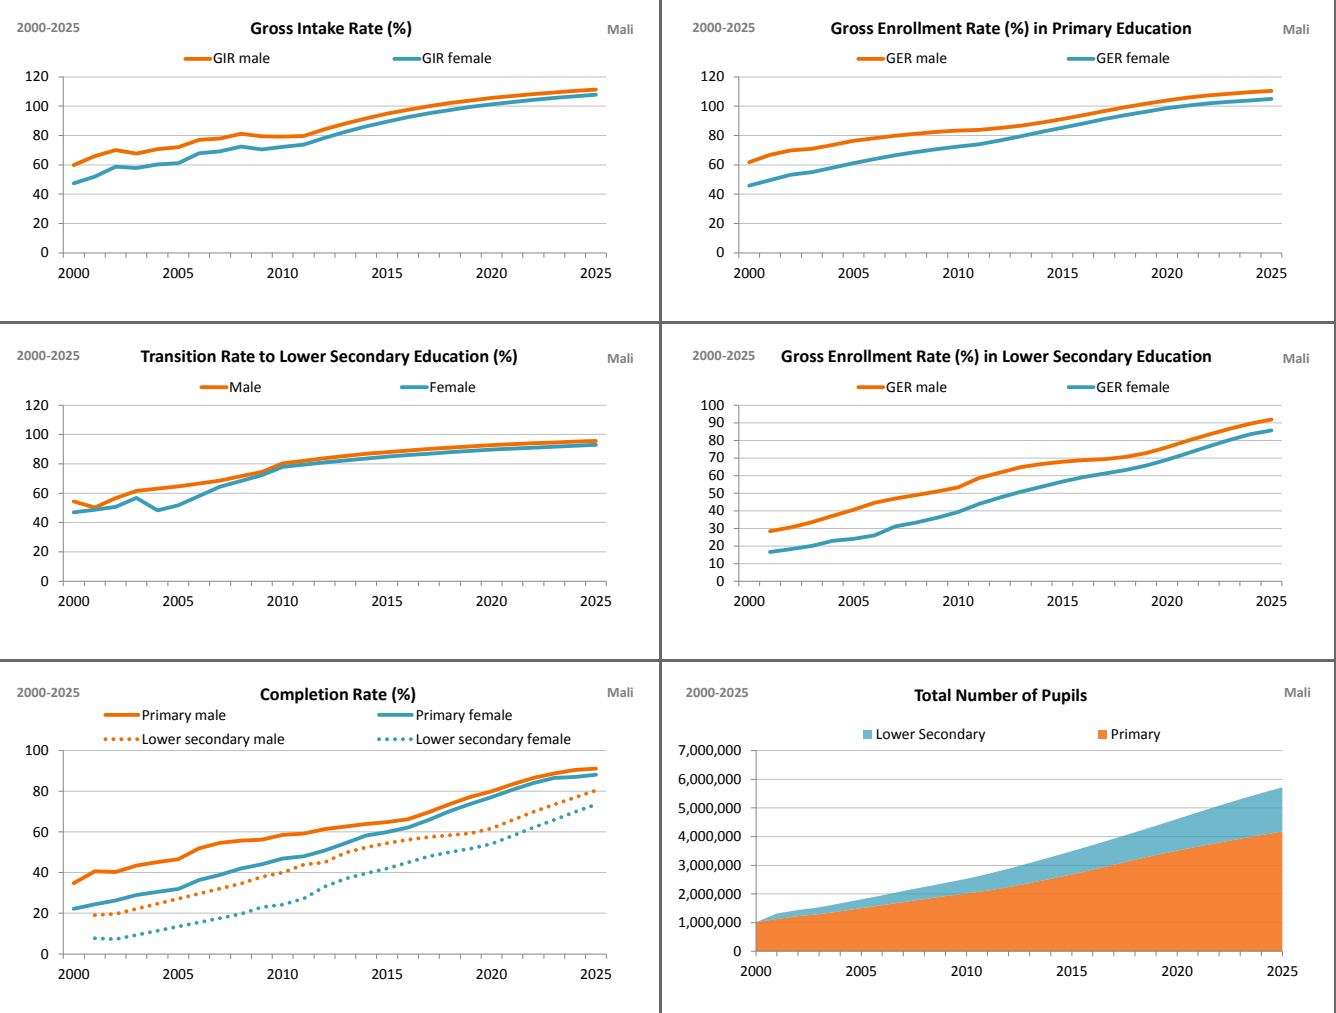 2000-2025 Gross Intake Rate (%) Mali
GIR male GIR female
120
100
80
60
40
20
0
2000 2005 2010 2015 2020 2025
2000-2025 Gross Enrollment Rate (%) in Primary Education Mali
GER male GER female
120
100
80
60
40
20
0
2000 2005 2010 2015 2020 2025
2000-2025 Transition Rate to Lower Secondary Education (%) Mali
Male Female
120
100
80
60
40
20
0
2000 2005 2010 2015 2020 2025
2000-2025 Gross Enrollment Rate (%) in Lower Secondary Education Mali
GER male GER female
100
90
80
70
60
50
40
30
20
10
0
2000 2005 2010 2015 2020 2025
2000-2025 Completion Rate (%) Mali
Primary male Primary female
Lower secondary male Lower secondary female
100
80
60
40
20
0
2000 2005 2010 2015 2020 2025
2000-2025 Total Number of Pupils Mali
Lower Secondary Primary
7,000,000
6,000,000
5,000,000
4,000,000
3,000,000
2,000,000
1,000,000
0
2000 2005 2010 2015 2020 2025